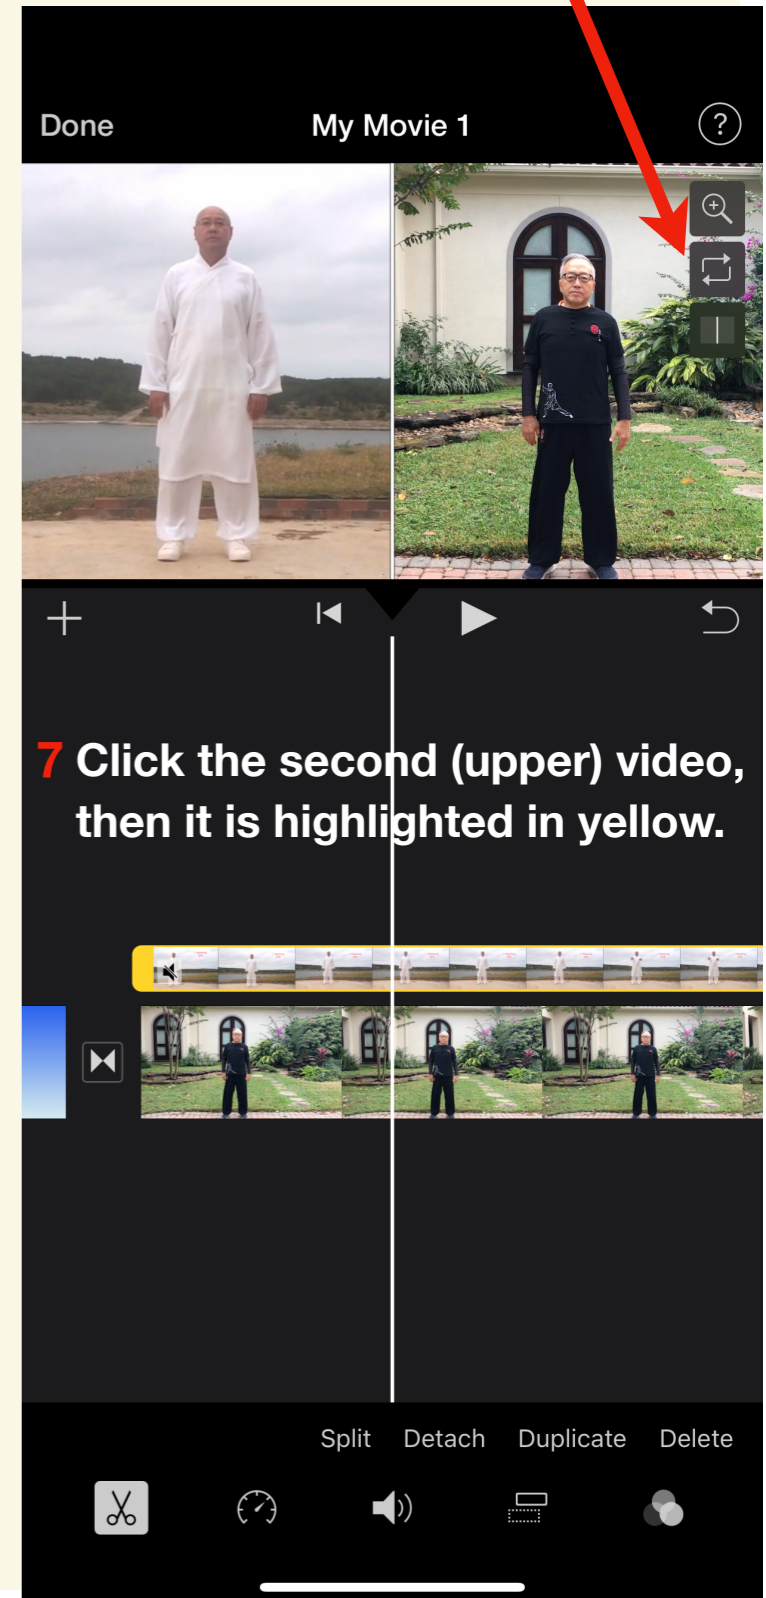 Done
My Movie 1
?
7 Click the second (upper) video,
then it is highlighted in yellow.
Split Detach Duplicate Delete